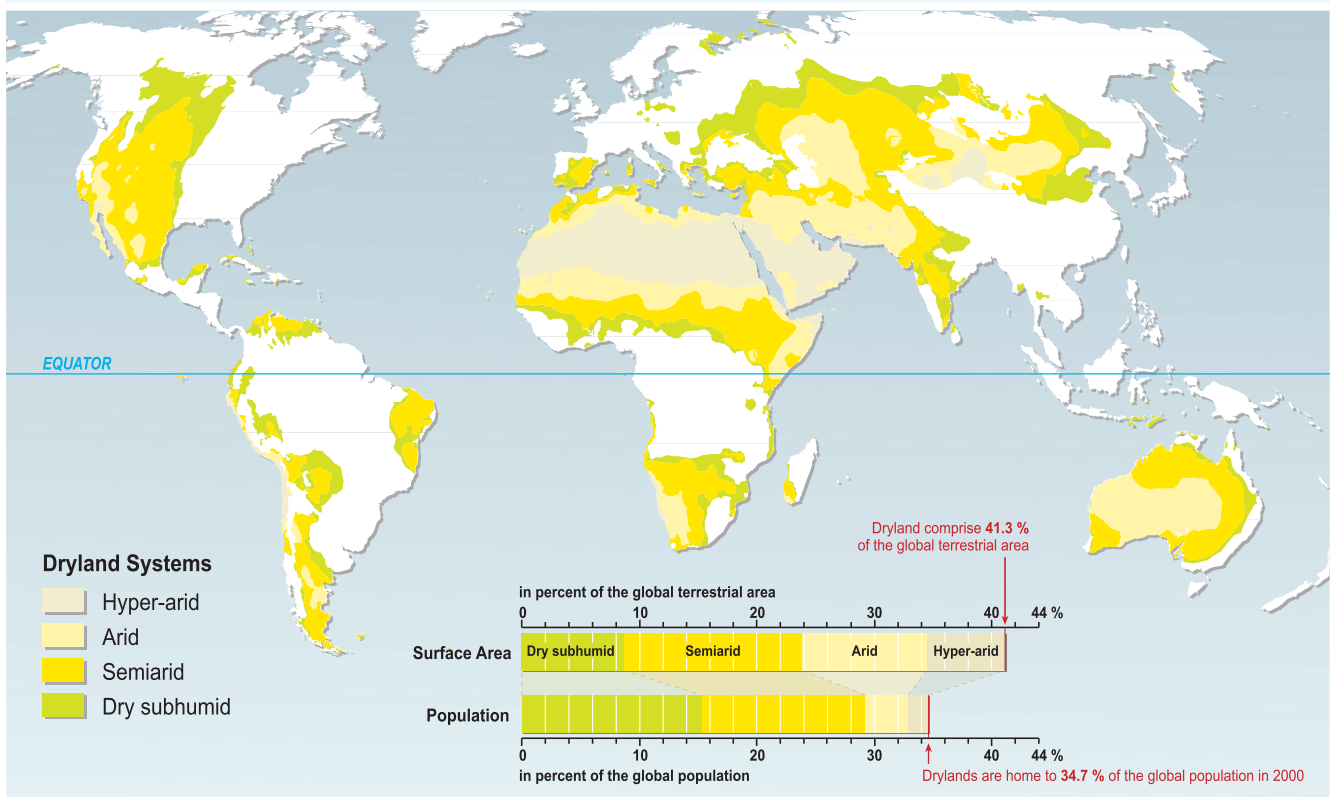 EQUATOR
Dryland Systems
Hyper-arid
Arid
Semiarid
Dry subhumid
Dryland comprise 41.3 %
of the global terrestrial area
in percent of the global terrestrial area
0 10 20 30 40 44 %
Surface Area Dry subhumid Semiarid Arid Hyper-arid
Population
0 10 20 30 40 44 %
in percent of the global population
Drylands are home to 34.7 % of the global population in 2000